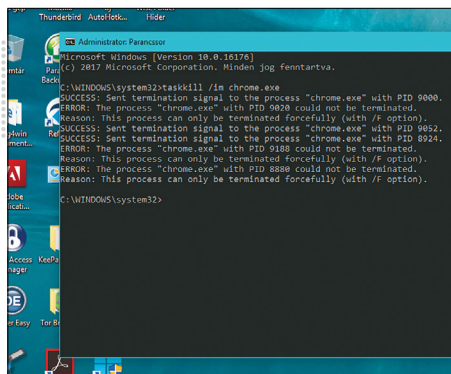 Thunderbird AutoHotk... Hider
Administrator: Parancssor
Microsoft Windows [Version 10.0.16176]
(c) 2017 Microsoft Corporation. Minden jog fenntartva.
C:\WINDOWS\system32>taskkill /im chrome.exe
SUCCESS: Sent termination signal to the process "chrome.exe" with PID 9000.
ERROR: The process "chrome.exe" with PID 9020 could not be terminated.
Reason: This process can only be terminated forcefully (with /F option).
SUCCESS: Sent termination signal to the process "chrome.exe" with PID 9052.
SUCCESS: Sent termination signal to the process "chrome.exe" with PID 8924.
ERROR: The process "chrome.exe" with PID 9188 could not be terminated.
Reason: This process can only be terminated forcefully (with /F option).
ERROR: The process "chrome.exe" with PID 8880 could not be terminated.
Reason: This process can only be terminated forcefully (with /F option).
C:\WINDOWS\system32>
Access KeePa
nager
er Easy Tor B